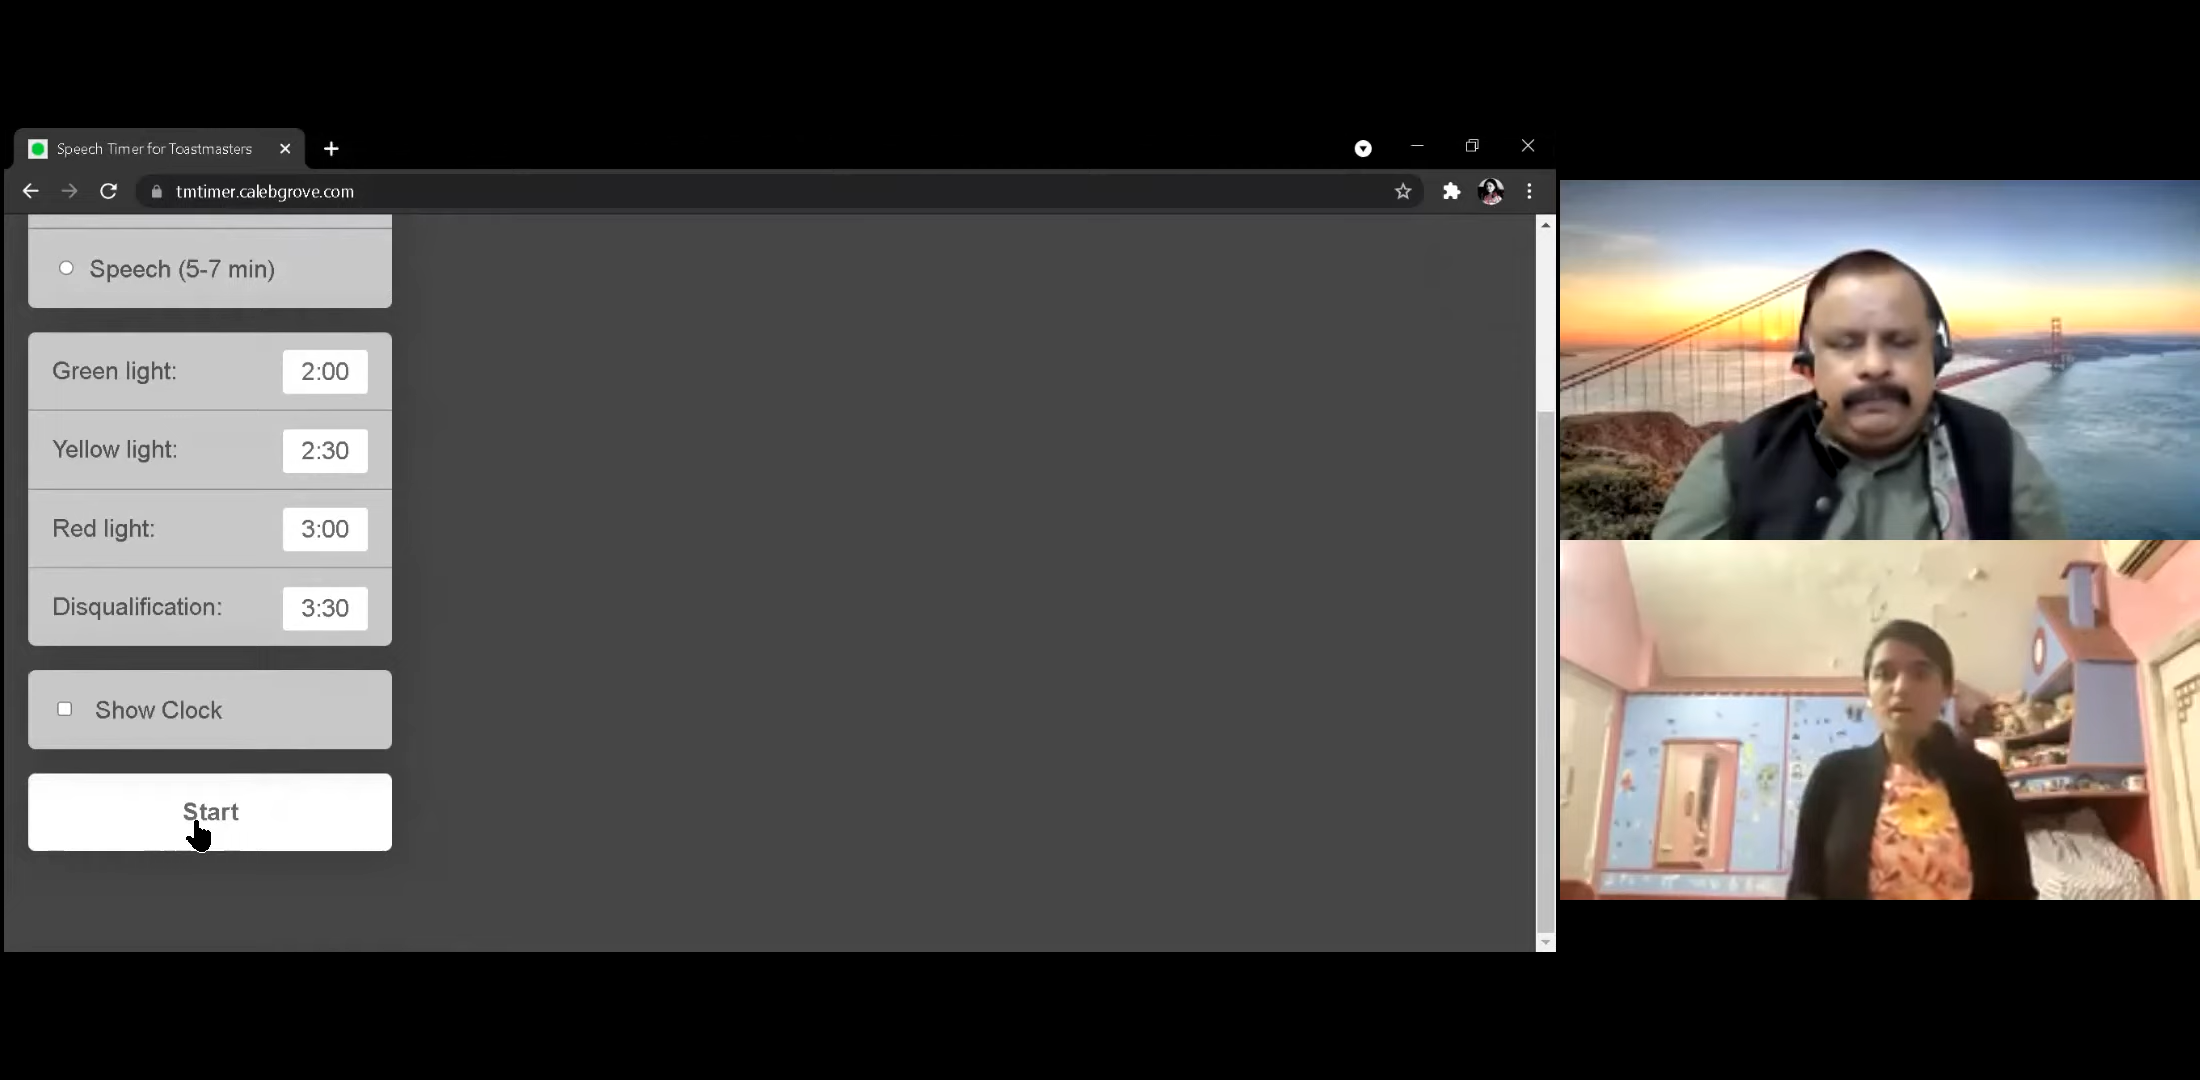 Speech Timer for Toastmasters
tmtimer.calebgrove.com
Speech (5-7 min)
Green light: 2:00
Yellow light: 2:30
Red light: 3:00
Disqualification: 3:30
Show Clock
Start